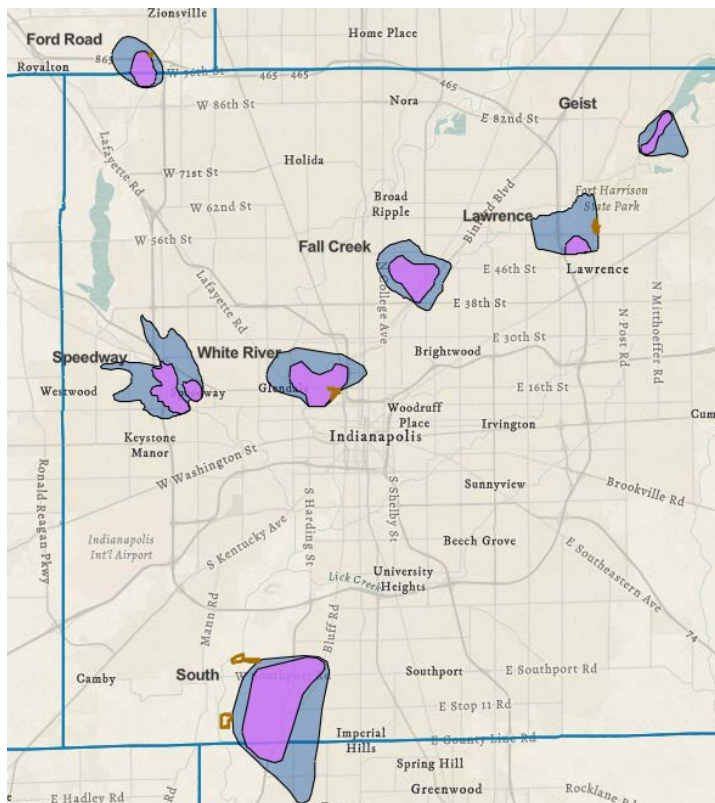 Zionsville
Ford Road
Home Place
865
Royalton
W 96th St
465
465
465
W 86th St
Nora
Geist
E 82nd St
Lafayette Rd
W 71st St
Holida
Broad
Ripple
Binford Blvd
Fort Harrison
State Park
W 62nd St
Lawrence
W 56th St
Fall Creek
E 46th St
Lawrence
N College Ave
Lafayette Rd
E 38th St
N Post Rd
N Mitthoeffer Rd
E 30th St
Speedway
White River
Brightwood
Westwood
Speedway
Glendale
E 16th St
Woodruff
Place
Irvington
Cum
Keystone
Manor
Indianapolis
W Washington St
Ronald Reagan Pkwy
S Harding St
S Shelby St
Sunnyview
Brookville Rd
Indianapolis
Int'l Airport
S Kentucky Ave
Beech Grove
E Southeastern Ave
Lick Creek
University
Heights
Mann Rd
Bluff Rd
74
Camby
South
W Southport Rd
Southport
E Southport Rd
E Stop 11 Rd
Imperial
Hills
E County Line Rd
Spring Hill
E Hadley Rd
Rd
Greenwood
Rocklane Rd